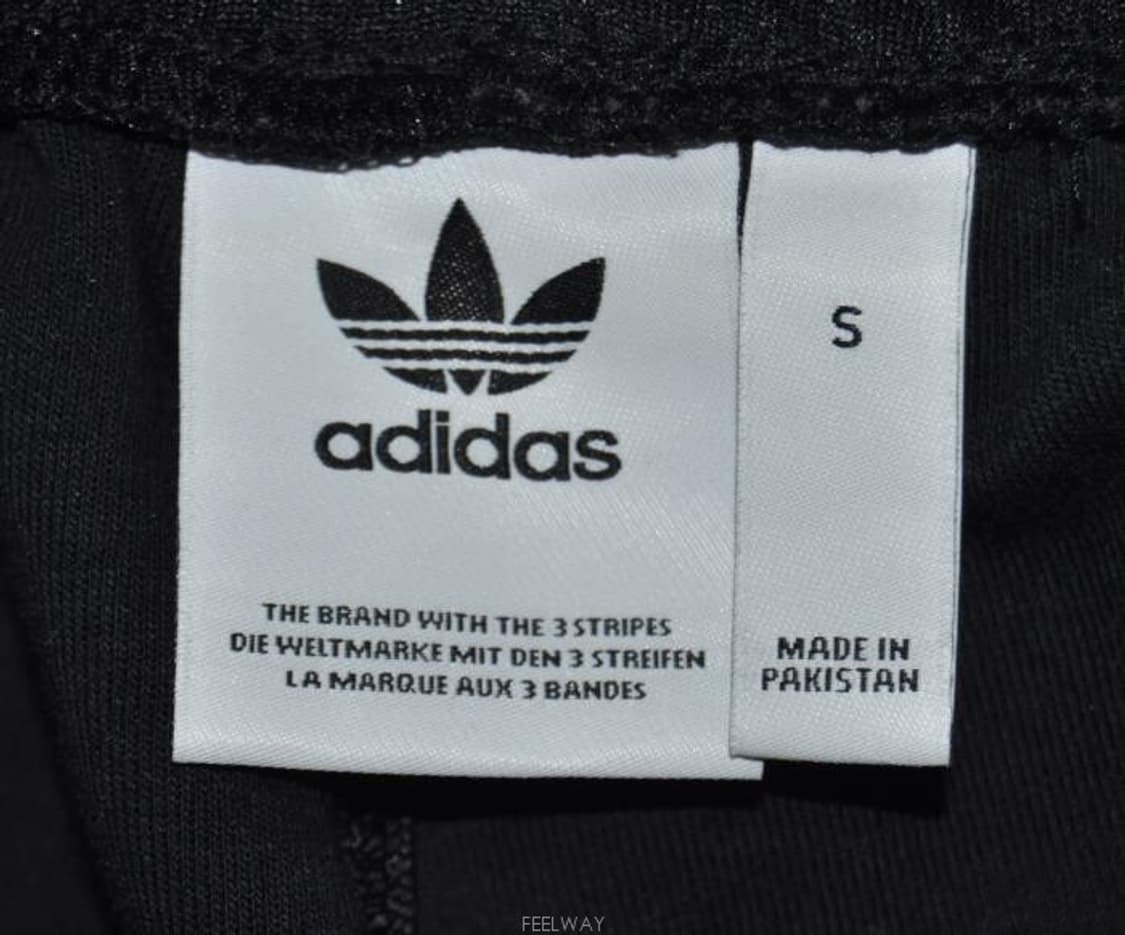 adidas
THE BRAND WITH THE 3 STRIPES
DIE WELTMARKE MIT DEN 3 STREIFEN
LA MARQUE AUX 3 BANDES
S
MADE IN
PAKISTAN
FEELWAY